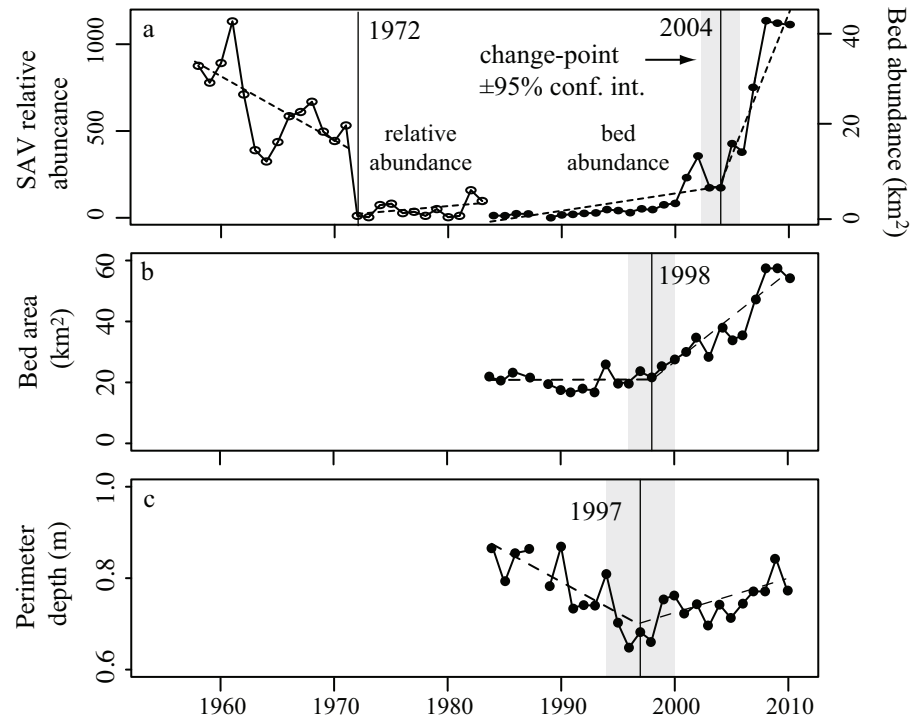 a
1972
2004
change-point
±95% conf. int.
relative
abundance
bed
abundance
SAV relative
abuncance
1000
500
0
40
20
0
Bed abundance
(km²)
b
1998
Bed area
(km²)
60
40
20
0
c
1997
Perimeter
depth (m)
1.0
0.8
0.6
1960 1970 1980 1990 2000 2010